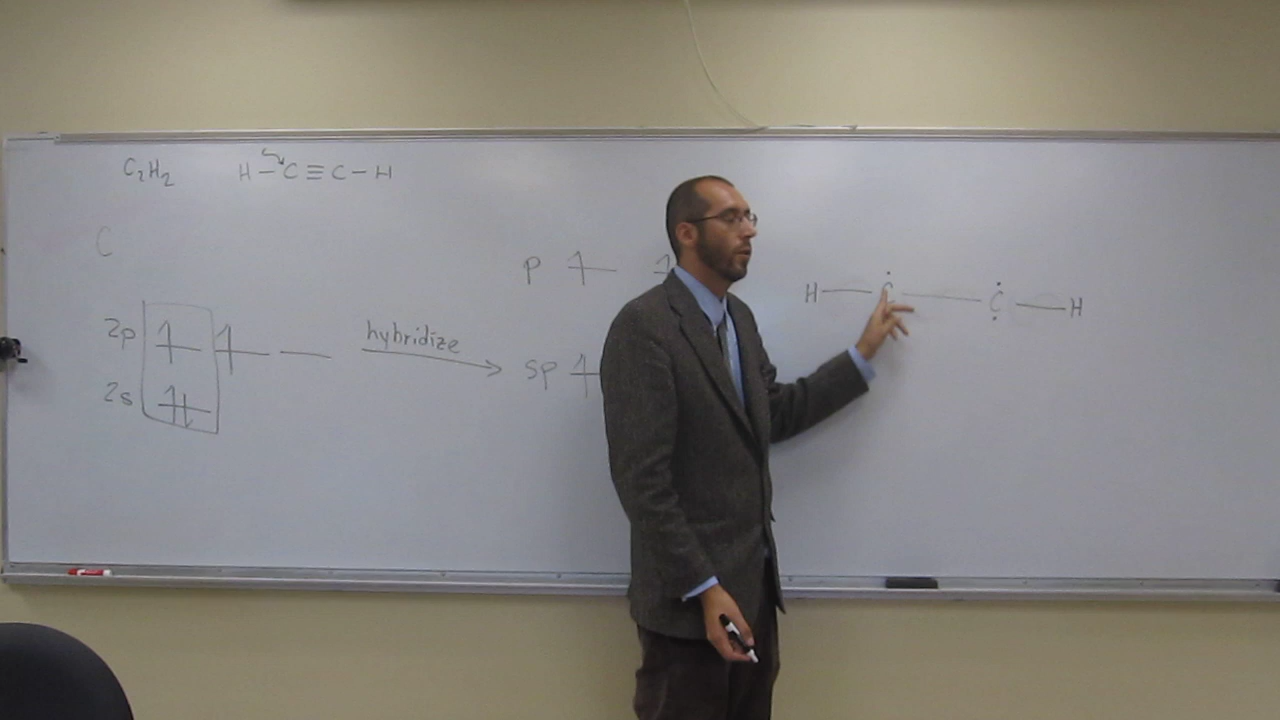 C₂H₂ H–C≡C–H
C
p
H–C–C–H
2p
hybridize
sp
2s